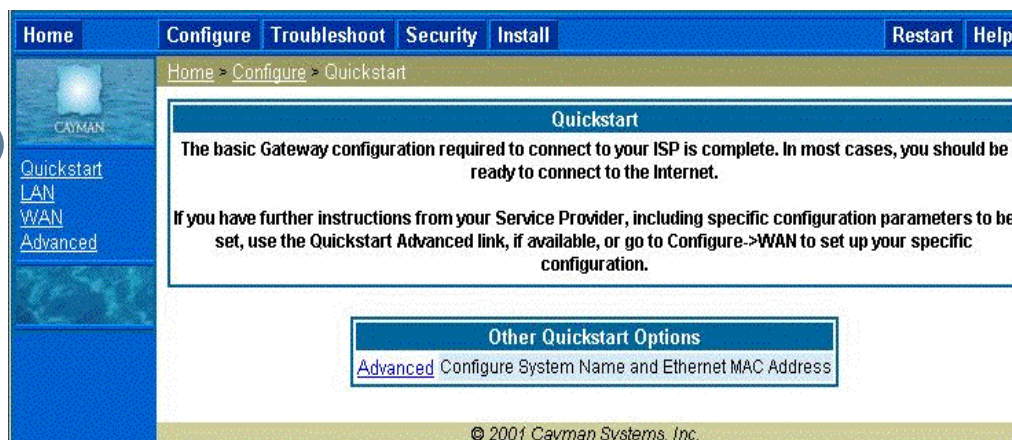 Home Configure Troubleshoot Security Install Restart Help
Home > Configure > Quickstart
CAYMAN
Quickstart
LAN
WAN
Advanced
Quickstart
The basic Gateway configuration required to connect to your ISP is complete. In most cases, you should be
ready to connect to the Internet.
If you have further instructions from your Service Provider, including specific configuration parameters to be
set, use the Quickstart Advanced link, if available, or go to Configure->WAN to set up your specific
configuration.
Other Quickstart Options
Advanced Configure System Name and Ethernet MAC Address
© 2001 Cayman Systems, Inc.